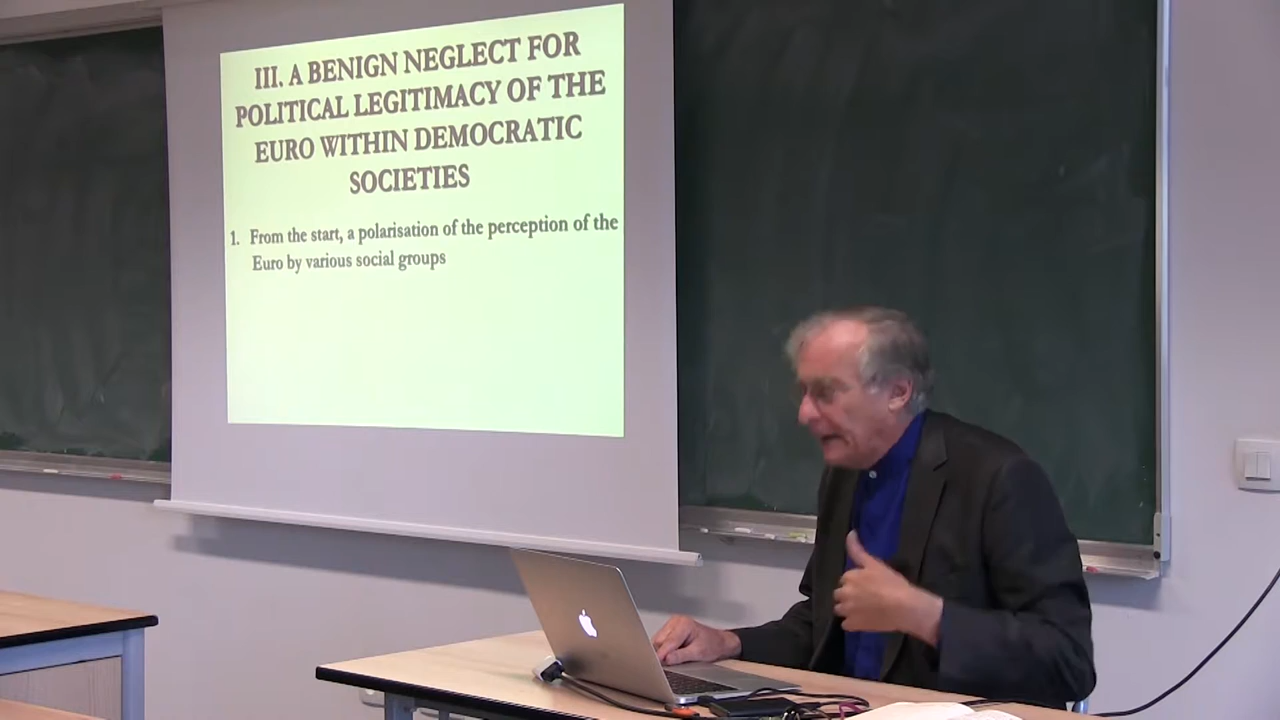 III. A BENIGN NEGLECT FOR
POLITICAL LEGITIMACY OF THE
EURO WITHIN DEMOCRATIC
SOCIETIES
1. From the start, a polarisation of the perception of the
Euro by various social groups